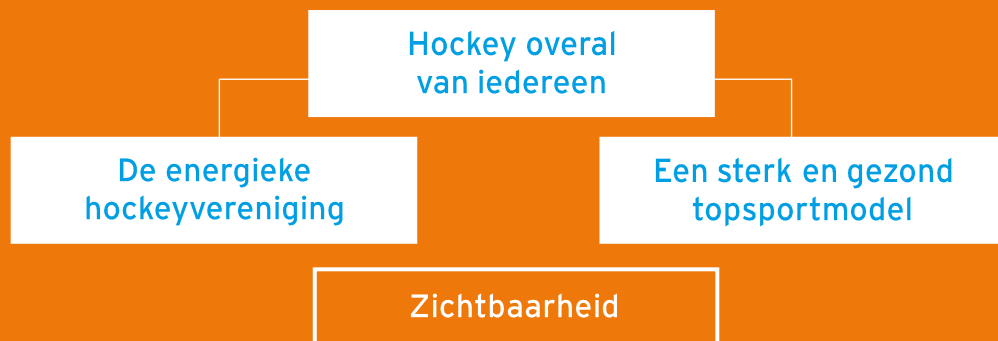 Hockey overal
van iedereen
De energieke
hockeyvereniging
Een sterk en gezond
topsportmodel
Zichtbaarheid